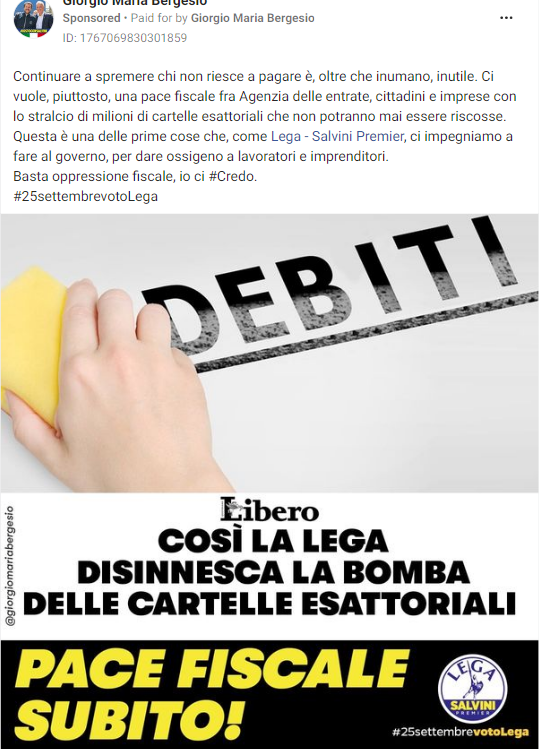 Giorgio Maria Bergesio
Sponsored • Paid for by Giorgio Maria Bergesio
ID: 1767069830301859
Continuare a spremere chi non riesce a pagare è, oltre che inumano, inutile. Ci
vuole, piuttosto, una pace fiscale fra Agenzia delle entrate, cittadini e imprese con
lo stralcio di milioni di cartelle esattoriali che non potranno mai essere riscosse.
Questa è una delle prime cose che, come Lega - Salvini Premier, ci impegniamo a
fare al governo, per dare ossigeno a lavoratori e imprenditori.
Basta oppressione fiscale, io ci #Credo.
#25settembrevotoLega
DEBITI
Libero
COSÌ LA LEGA
DISINNESCA LA BOMBA
DELLE CARTELLE ESATTORIALI
@giorgiomariabergesio
PACE FISCALE
SUBITO!
LEGA
SALVINI
PREMIER
#25settembrevotoLega